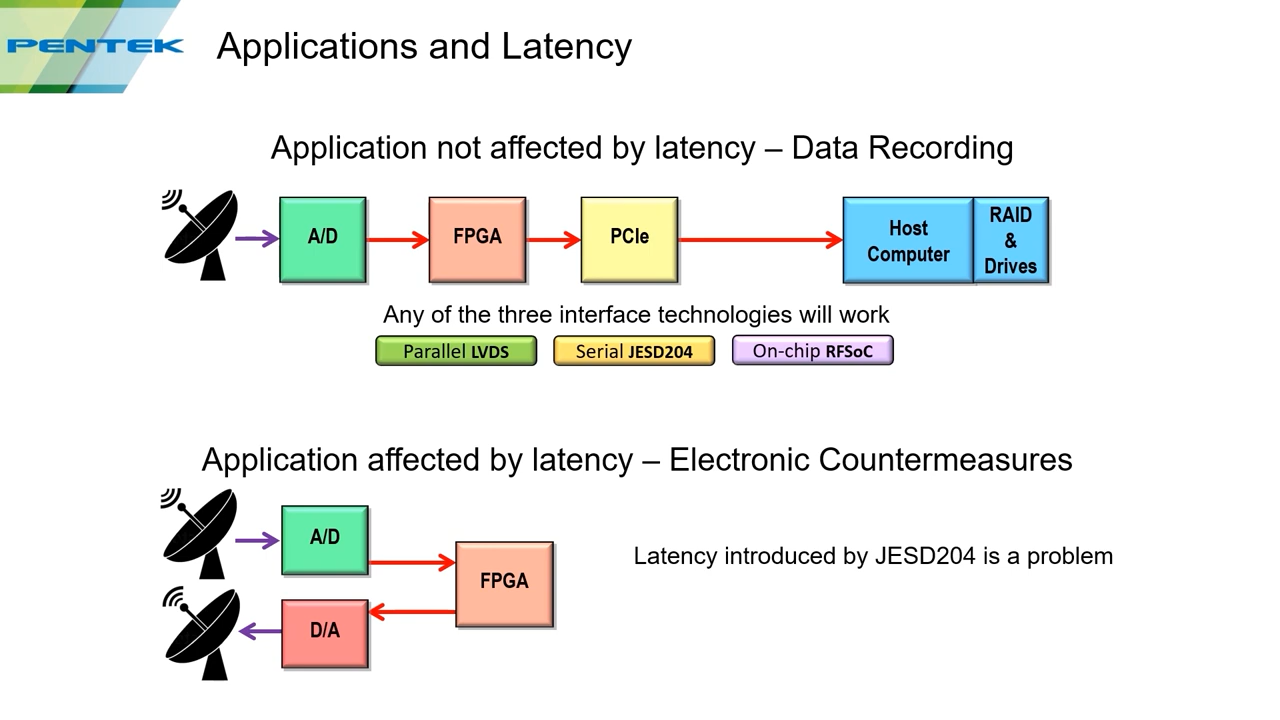 PENTEK
Applications and Latency
Application not affected by latency – Data Recording
A/D
FPGA
PCIe
Host
Computer
RAID
&
Drives
Any of the three interface technologies will work
Parallel LVDS
Serial JESD204
On-chip RFSoC
Application affected by latency – Electronic Countermeasures
A/D
FPGA
D/A
Latency introduced by JESD204 is a problem